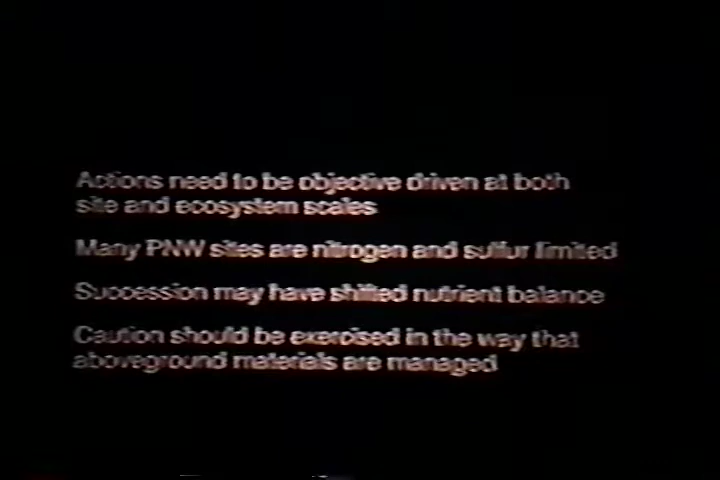 Actions need to be objective driven at both
site and ecosystem scales
Many PNW sites are nitrogen and sulfur limited
Succession may have shifted nutrient balance
Caution should be exercised in the way that
aboveground materials are managed